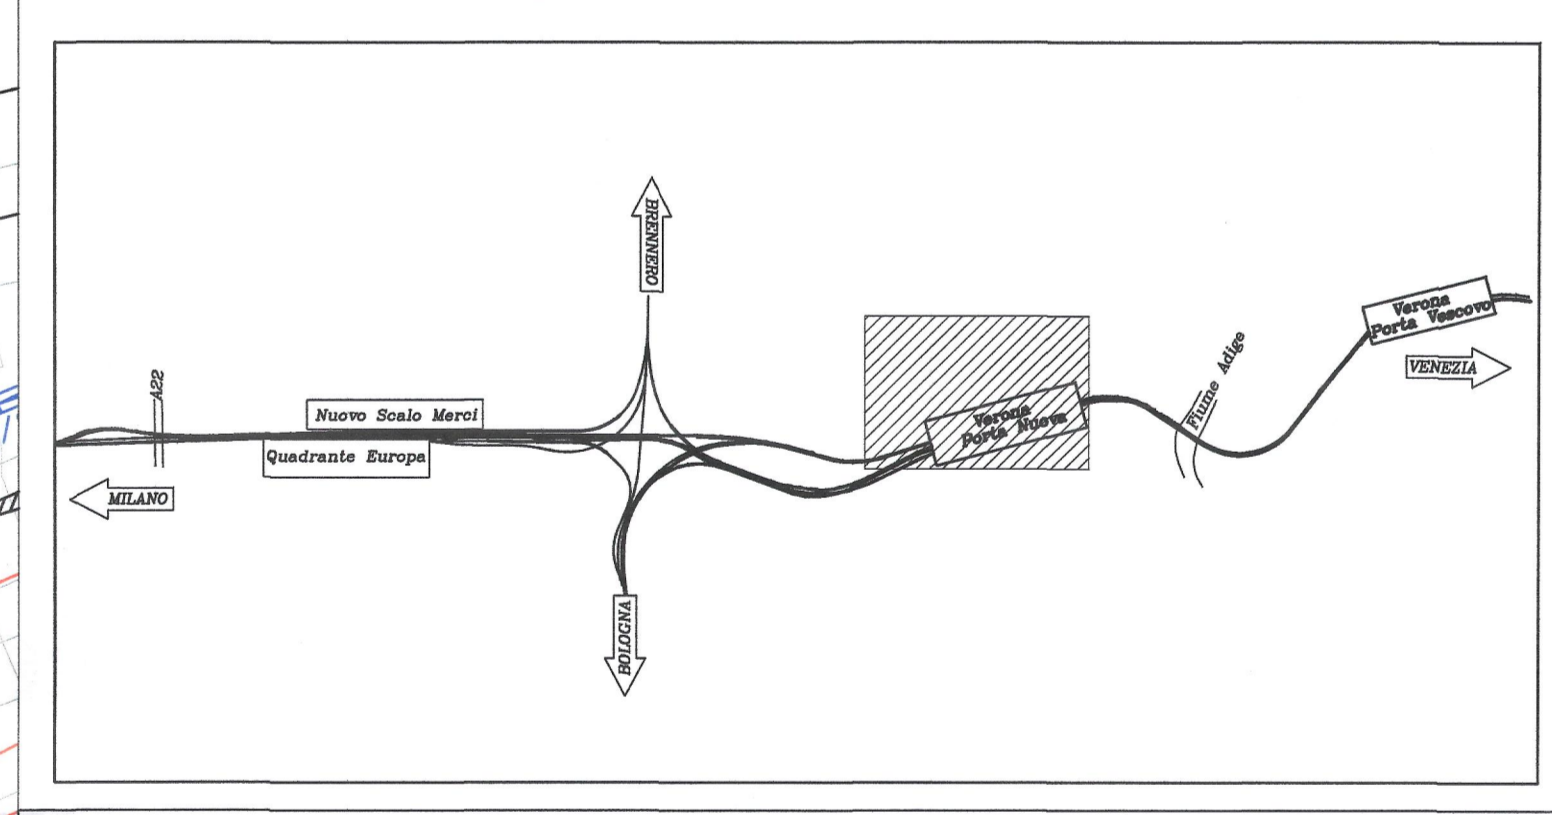 BRENNERO
A22
Nuovo Scalo Merci
Quadrante Europa
MILANO
BOLOGNA
Verona
Porta Nuova
Fiume Adige
Verona
Porta Vescovo
VENEZIA